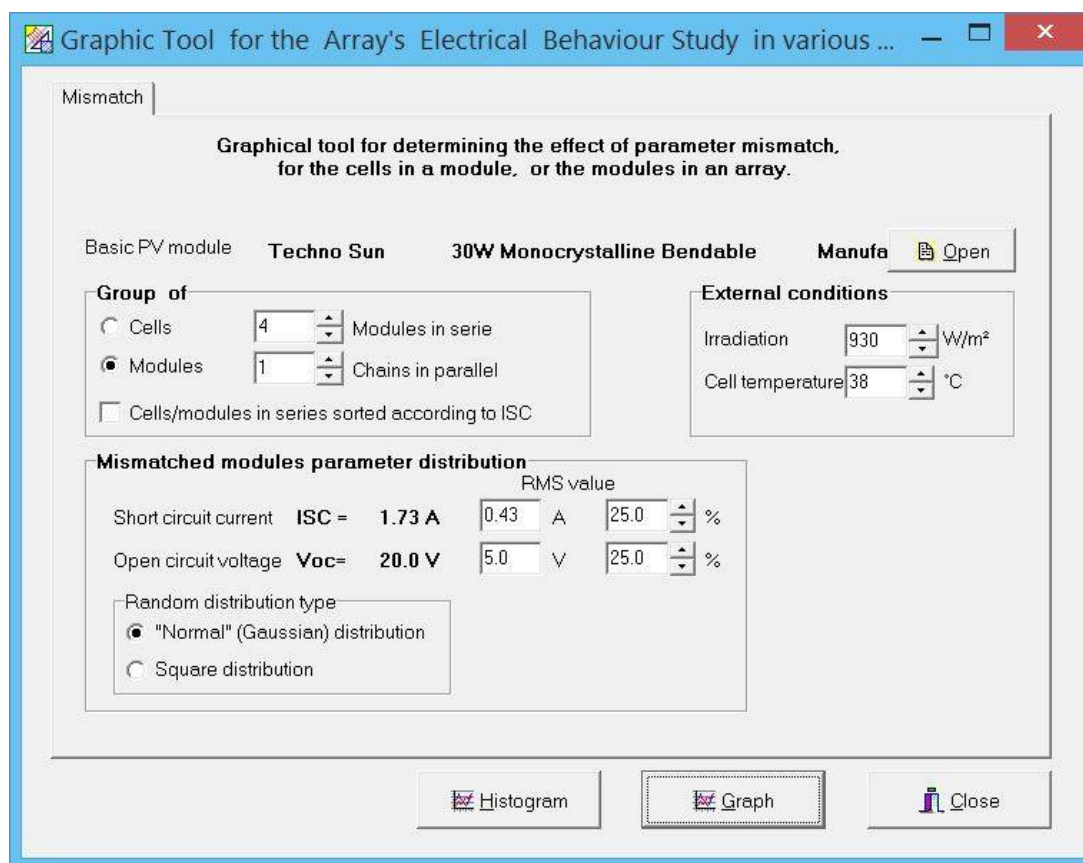 Graphic Tool for the Array's Electrical Behaviour Study in various ...
Mismatch
Graphical tool for determining the effect of parameter mismatch,
for the cells in a module, or the modules in an array.
Basic PV module Techno Sun 30W Monocrystalline Bendable Manufa Open
Group of
Cells 4 Modules in serie
Modules 1 Chains in parallel
Cells/modules in series sorted according to ISC
External conditions
Irradiation 930 W/m²
Cell temperature 38 °C
Mismatched modules parameter distribution
RMS value
Short circuit current ISC = 1.73 A 0.43 A 25.0 %
Open circuit voltage Voc= 20.0 V 5.0 V 25.0 %
Random distribution type
"Normal" (Gaussian) distribution
Square distribution
Histogram Graph Close